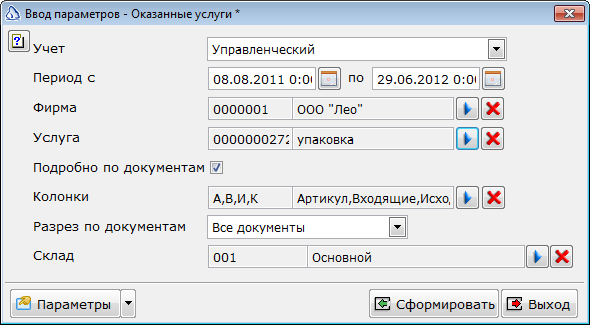 Ввод параметров - Оказанные услуги *
Учет Управленческий
Период с 08.08.2011 0:0 по 29.06.2012 0:0
Фирма 0000001 ООО "Лео"
Услуга 0000000272 упаковка
Подробно по документам
Колонки А,В,И,К Артикул,Входящие,Исход
Разрез по документам Все документы
Склад 001 Основной
Параметры Сформировать Выход